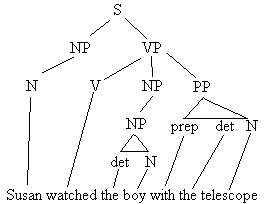 S
NP VP
N V NP PP
NP
prep det N
det N
Susan watched the boy with the telescope